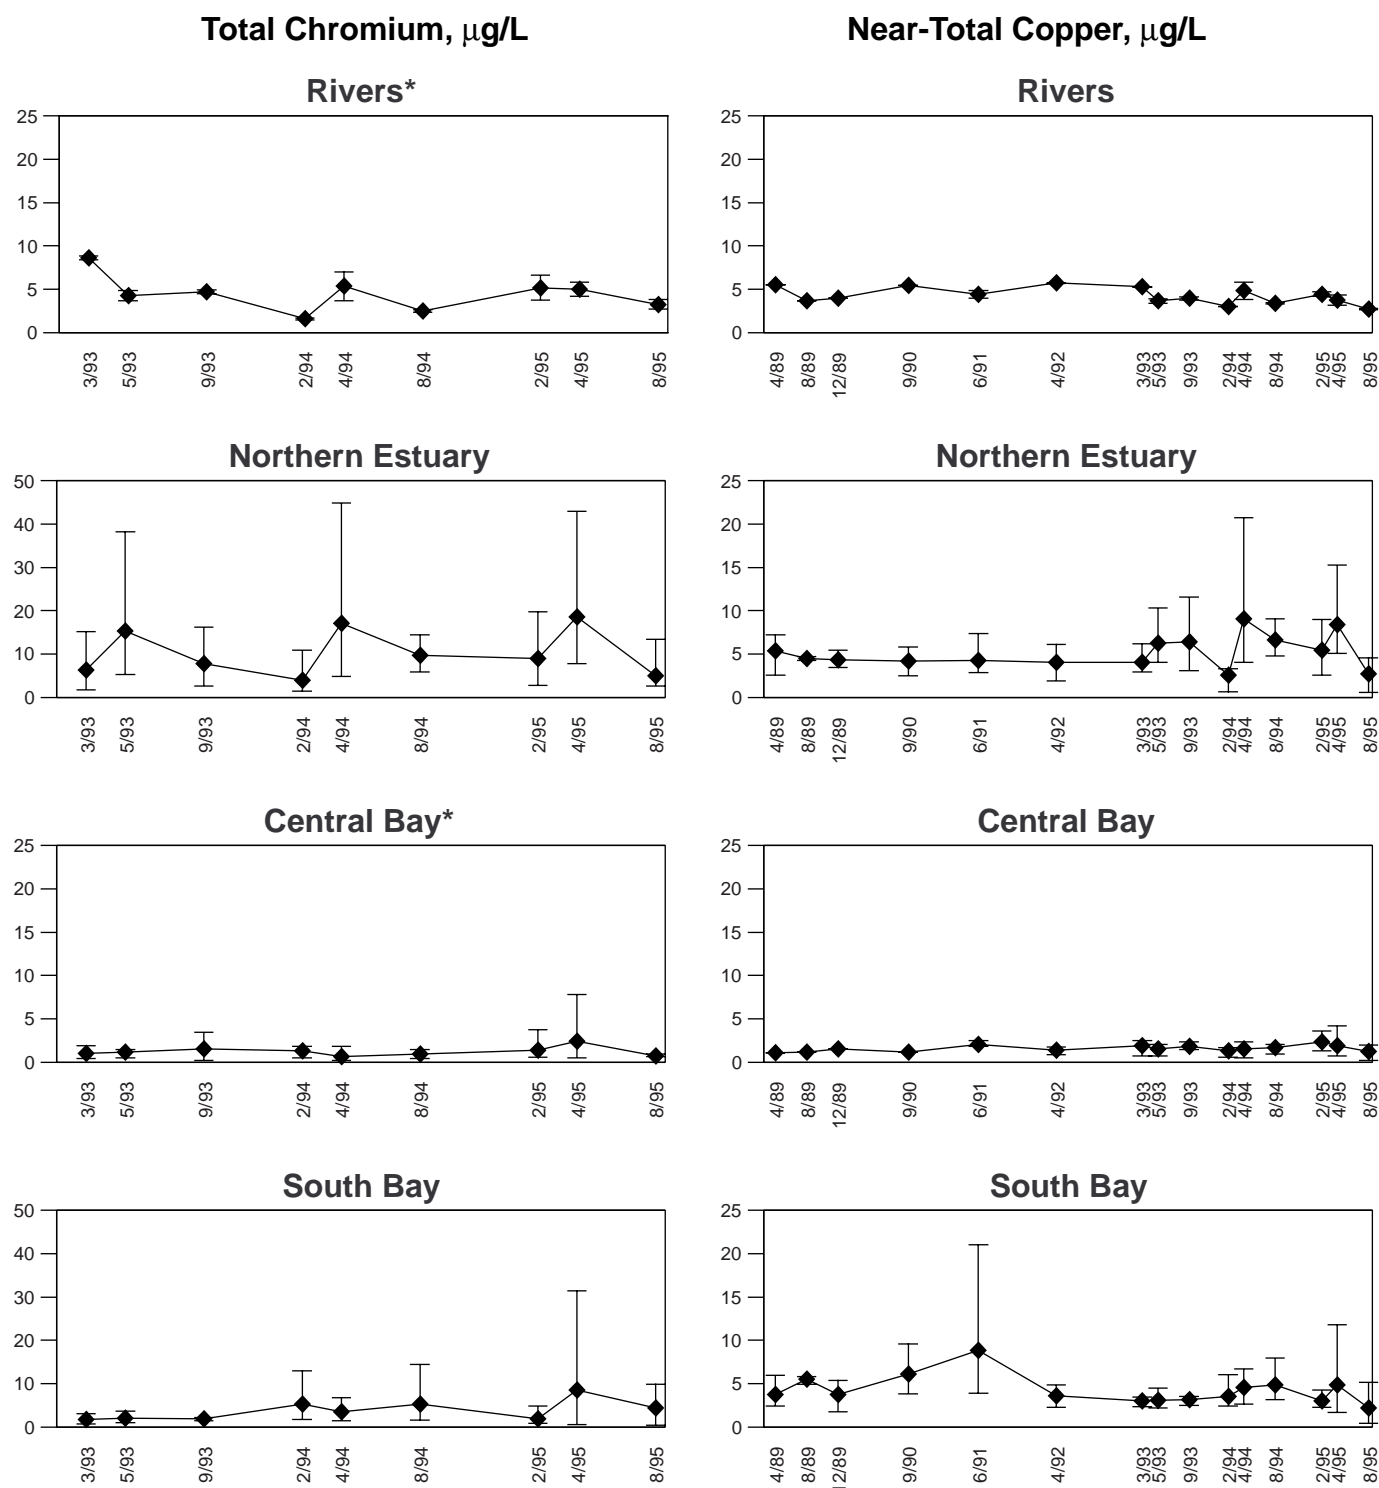 Total Chromium, µg/L
Rivers*
25
20
15
10
5
0
3/93 5/93 9/93 2/94 4/94 8/94 2/95 4/95 8/95
Northern Estuary
50
40
30
20
10
0
3/93 5/93 9/93 2/94 4/94 8/94 2/95 4/95 8/95
Central Bay*
25
20
15
10
5
0
3/93 5/93 9/93 2/94 4/94 8/94 2/95 4/95 8/95
South Bay
50
40
30
20
10
0
3/93 5/93 9/93 2/94 4/94 8/94 2/95 4/95 8/95
Near-Total Copper, µg/L
Rivers
25
20
15
10
5
0
4/89 8/89 12/89 9/90 6/91 4/92 3/93 5/93 9/93 2/94 4/94 8/94 2/95 4/95 8/95
Northern Estuary
25
20
15
10
5
0
4/89 8/89 12/89 9/90 6/91 4/92 3/93 5/93 9/93 2/94 4/94 8/94 2/95 4/95 8/95
Central Bay
25
20
15
10
5
0
4/89 8/89 12/89 9/90 6/91 4/92 3/93 5/93 9/93 2/94 4/94 8/94 2/95 4/95 8/95
South Bay
25
20
15
10
5
0
4/89 8/89 12/89 9/90 6/91 4/92 3/93 5/93 9/93 2/94 4/94 8/94 2/95 4/95 8/95